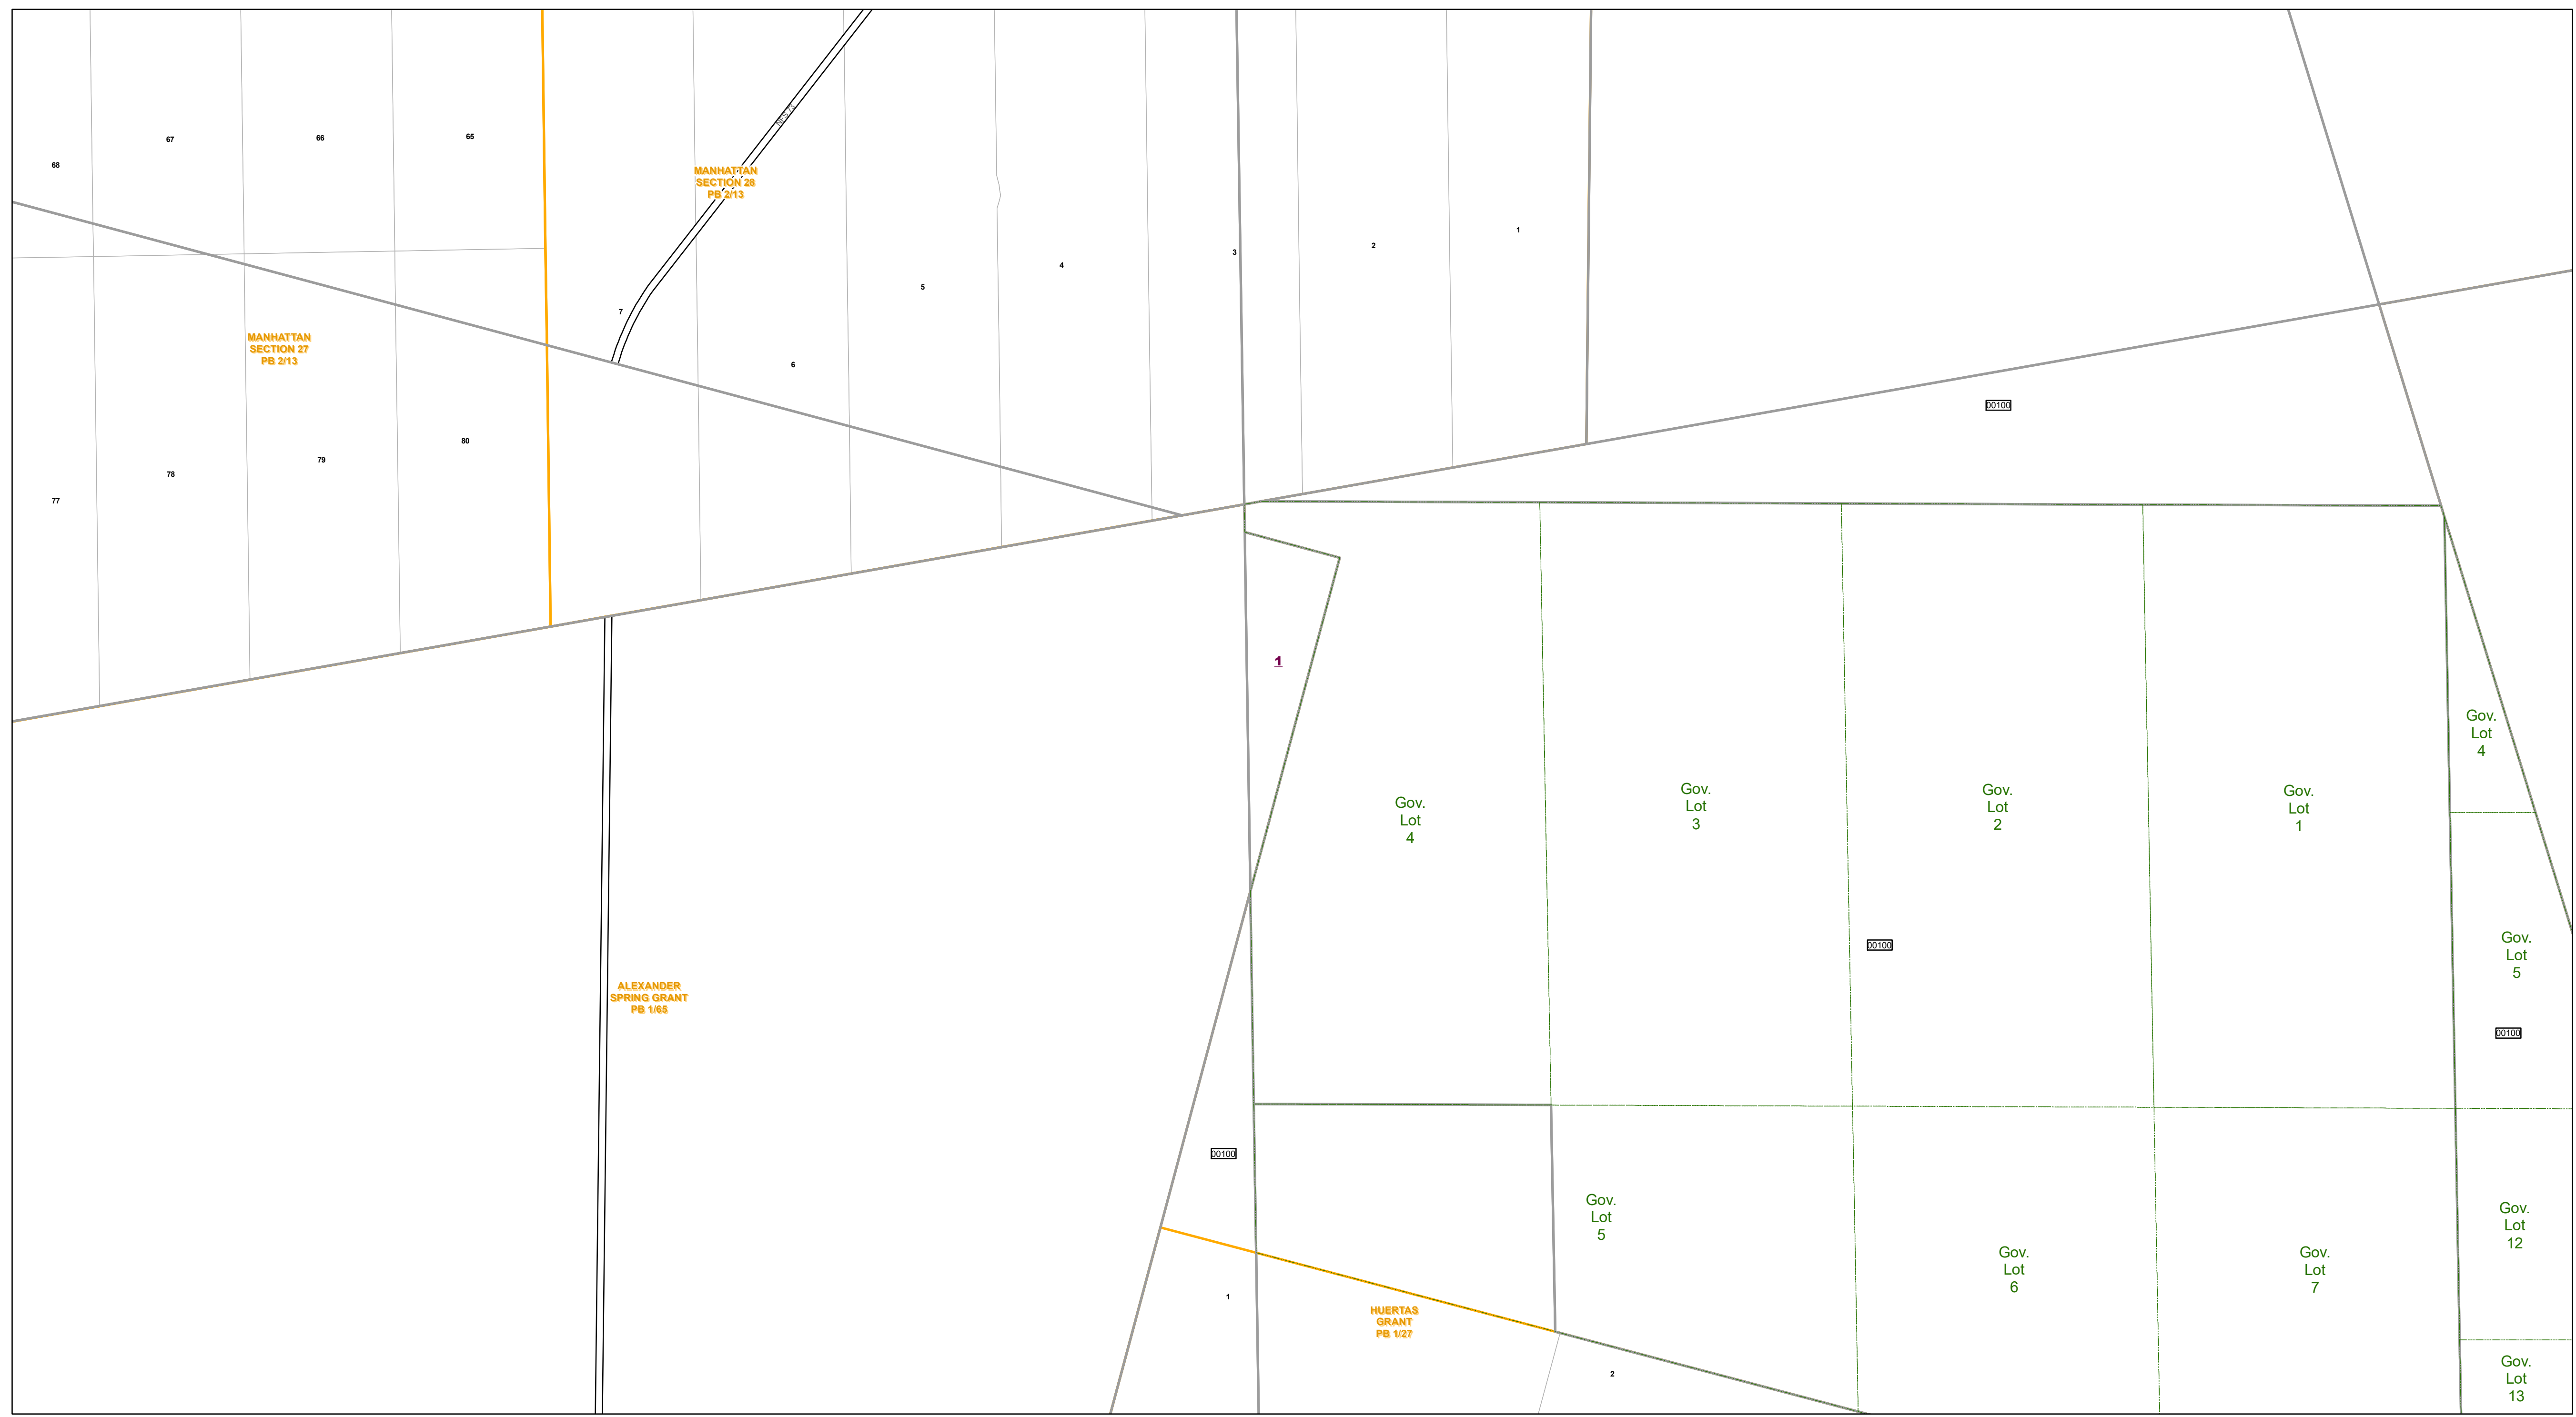 68
67
66
65
NFS 73
MANHATTAN
SECTION 28
PB 2/13
7
6
5
4
3
2
1
MANHATTAN
SECTION 27
PB 2/13
77
78
79
80
00100
1
Gov.
Lot
4
Gov.
Lot
3
Gov.
Lot
2
Gov.
Lot
1
Gov.
Lot
4
Gov.
Lot
5
00100
00100
ALEXANDER
SPRING GRANT
PB 1/65
00100
Gov.
Lot
5
Gov.
Lot
6
Gov.
Lot
7
Gov.
Lot
12
1
HUERTAS
GRANT
PB 1/27
2
Gov.
Lot
13